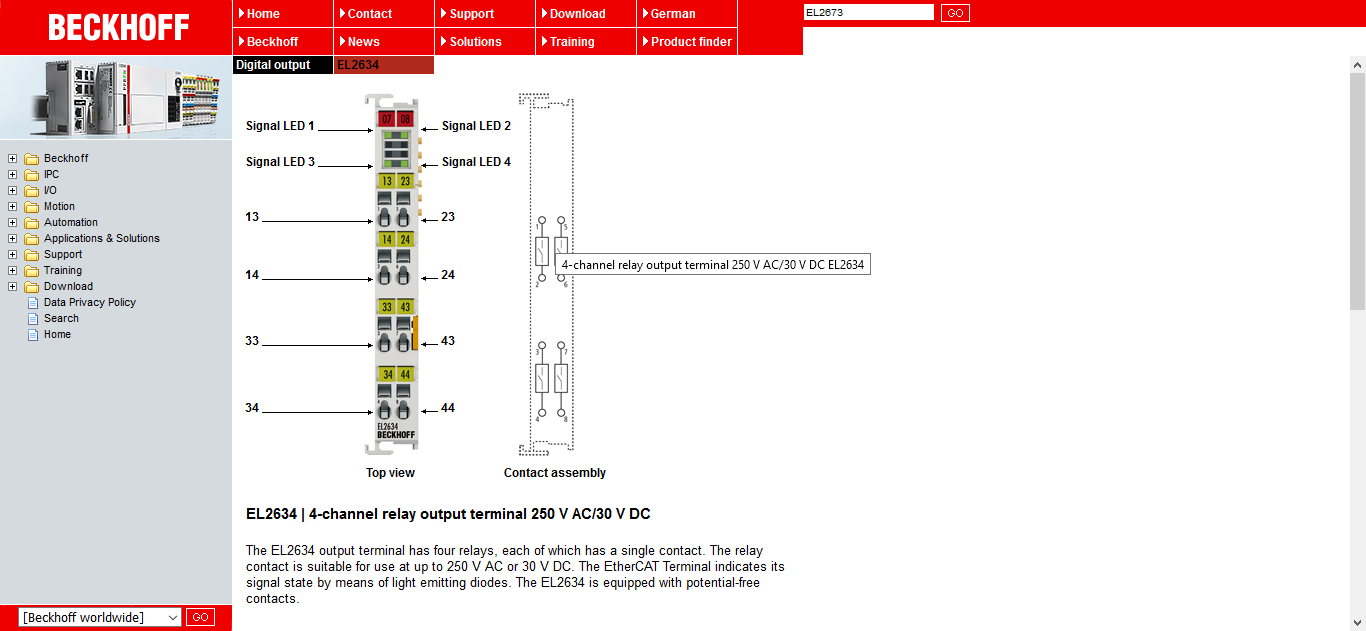 BECKHOFF
Home
Contact
Support
Download
German
EL2673
GO
Beckhoff
News
Solutions
Training
Product finder
Digital output
EL2634
Beckhoff
IPC
I/O
Motion
Automation
Applications & Solutions
Support
Training
Download
Data Privacy Policy
Search
Home
[Beckhoff worldwide]
GO
Signal LED 1
Signal LED 2
Signal LED 3
Signal LED 4
07 08
13 23
13
23
14 24
14
24
33 43
33
43
34 44
34
44
EL2634
BECKHOFF
1 5
2 6
3 7
4 8
4-channel relay output terminal 250 V AC/30 V DC EL2634
Top view
Contact assembly
EL2634 | 4-channel relay output terminal 250 V AC/30 V DC
The EL2634 output terminal has four relays, each of which has a single contact. The relay
contact is suitable for use at up to 250 V AC or 30 V DC. The EtherCAT Terminal indicates its
signal state by means of light emitting diodes. The EL2634 is equipped with potential-free
contacts.